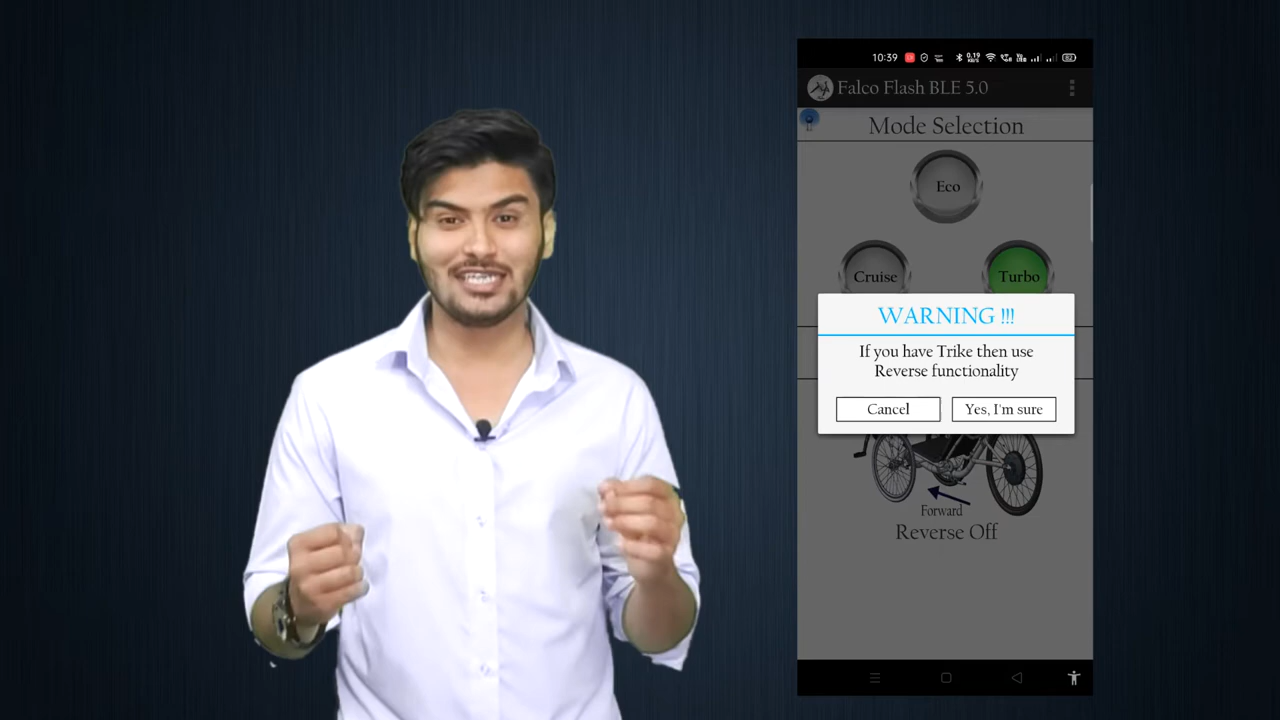 10:39
Falco Flash BLE 5.0
Mode Selection
Eco
Cruise
Turbo
WARNING !!!
If you have Trike then use
Reverse functionality
Cancel
Yes, I'm sure
Forward
Reverse Off